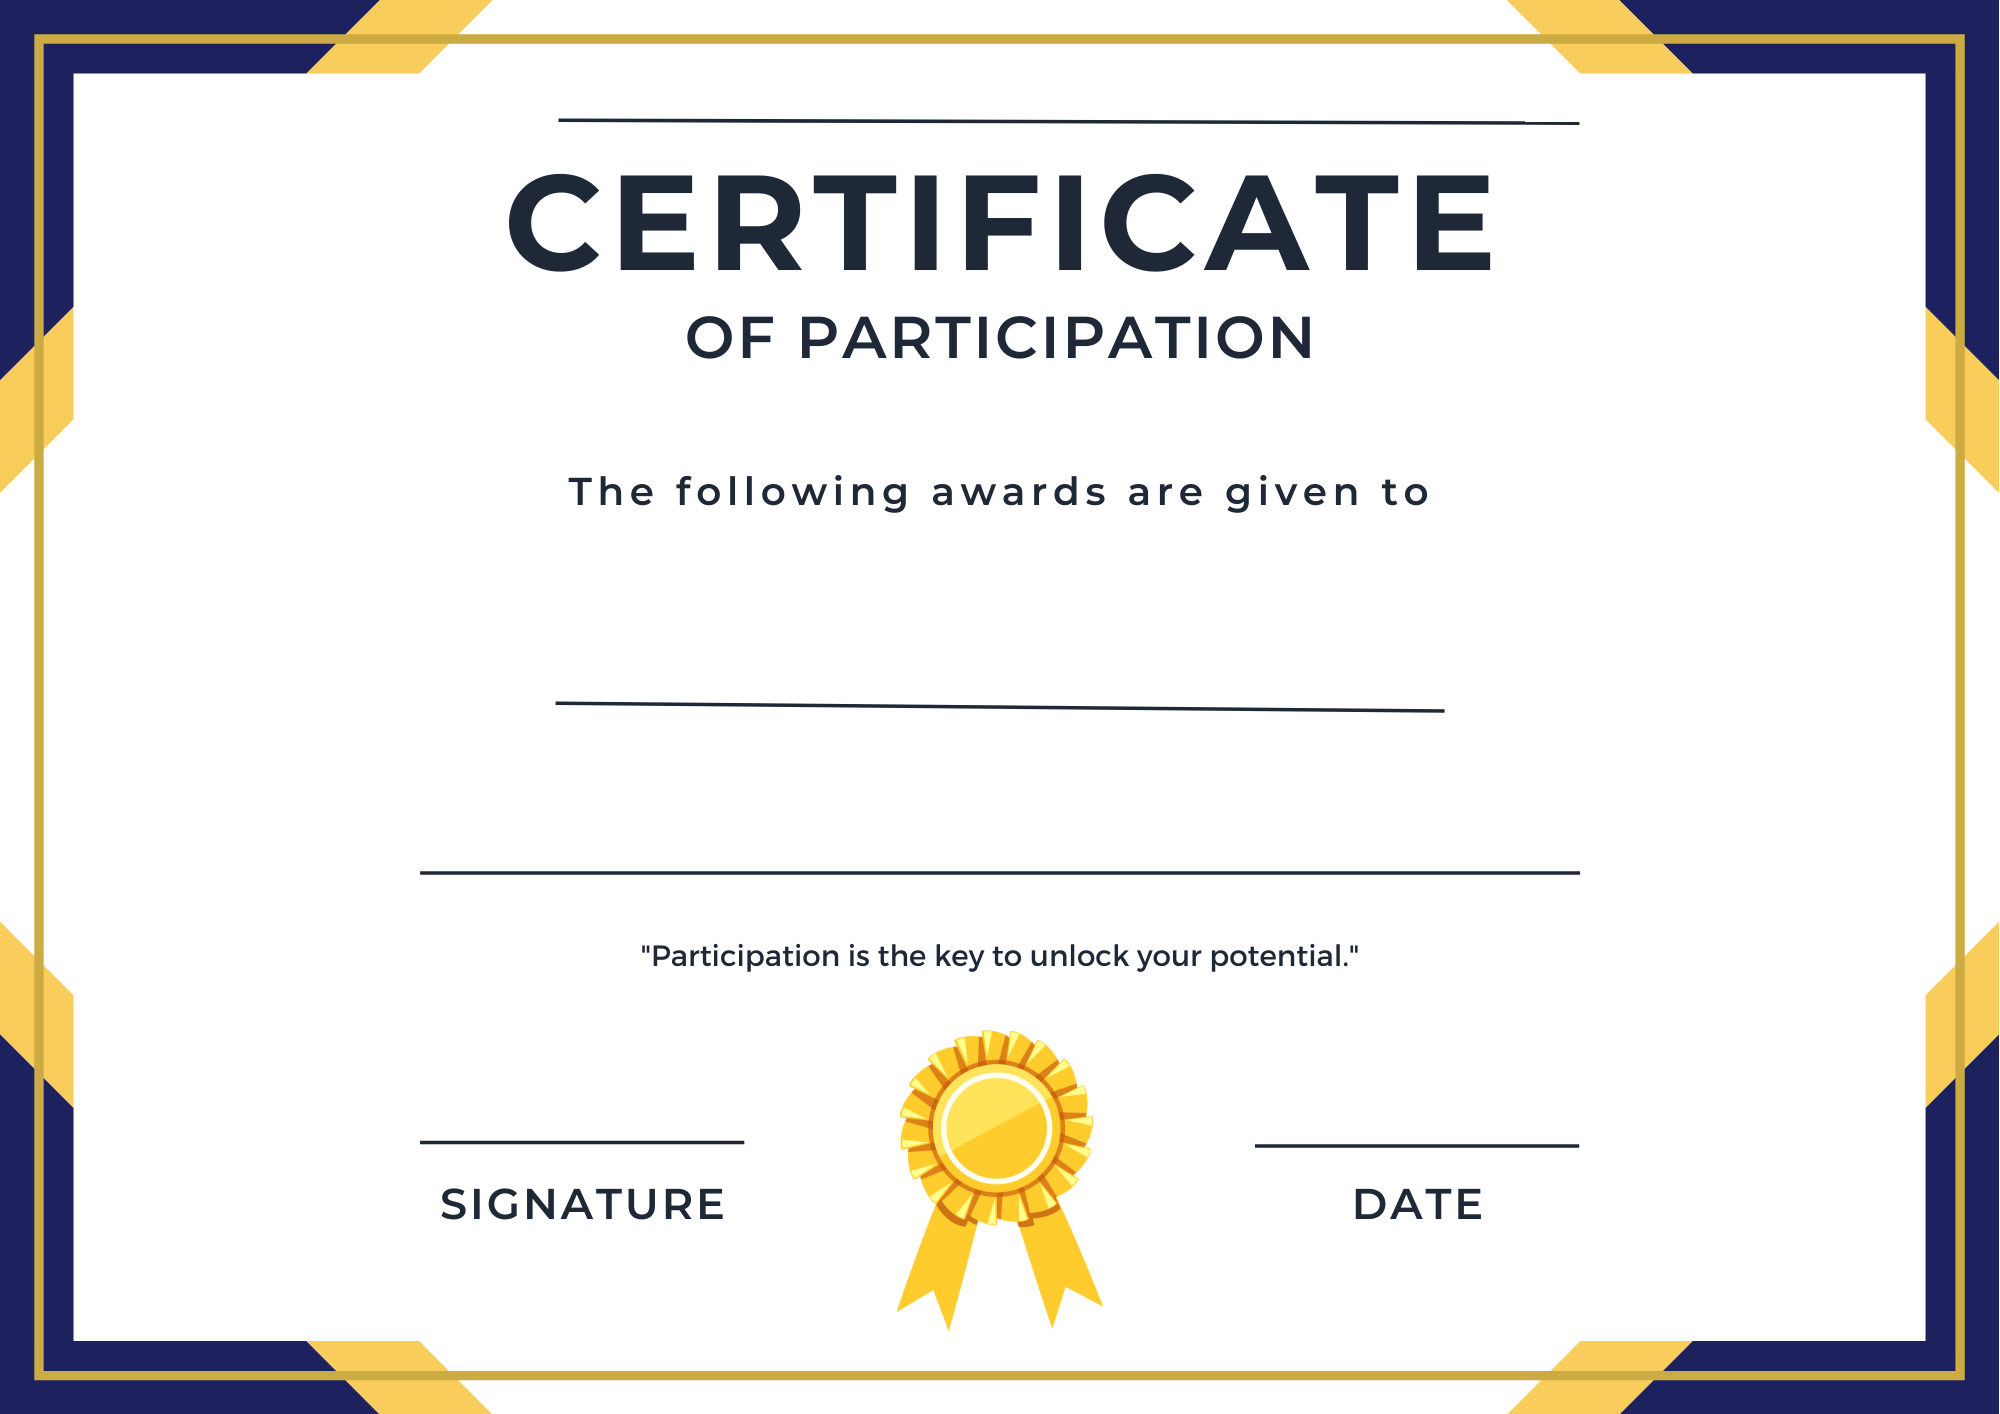 CERTIFICATE
OF PARTICIPATION
The following awards are given to
"Participation is the key to unlock your potential."
SIGNATURE
DATE